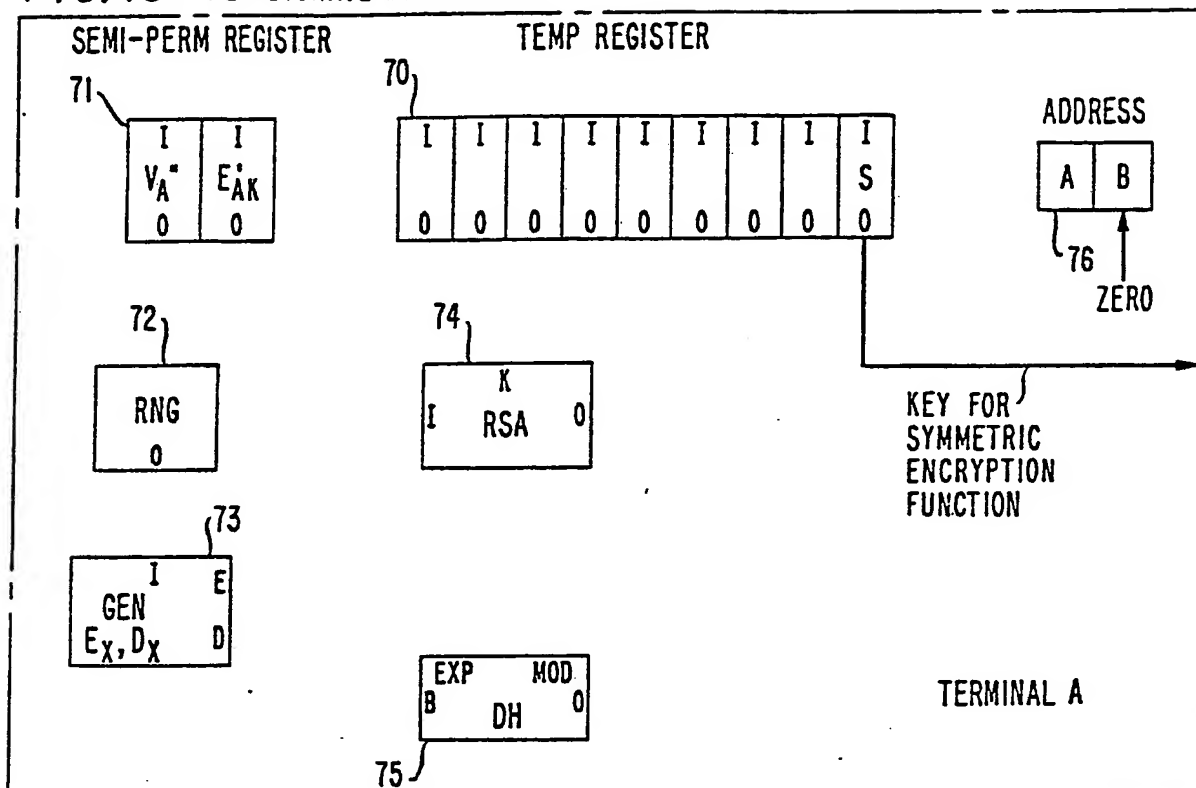 SEMI-PERM REGISTER
TEMP REGISTER
71
I I
V_A" E'_AK
0 0
70
I I I I I I I I I
S
0 0 0 0 0 0 0 0 0
ADDRESS
A B
76
ZERO
72
RNG
0
74
K
I RSA 0
KEY FOR
SYMMETRIC
ENCRYPTION
FUNCTION
73
I E
GEN
E_X, D_X D
EXP MOD
B 0
DH
75
TERMINAL A